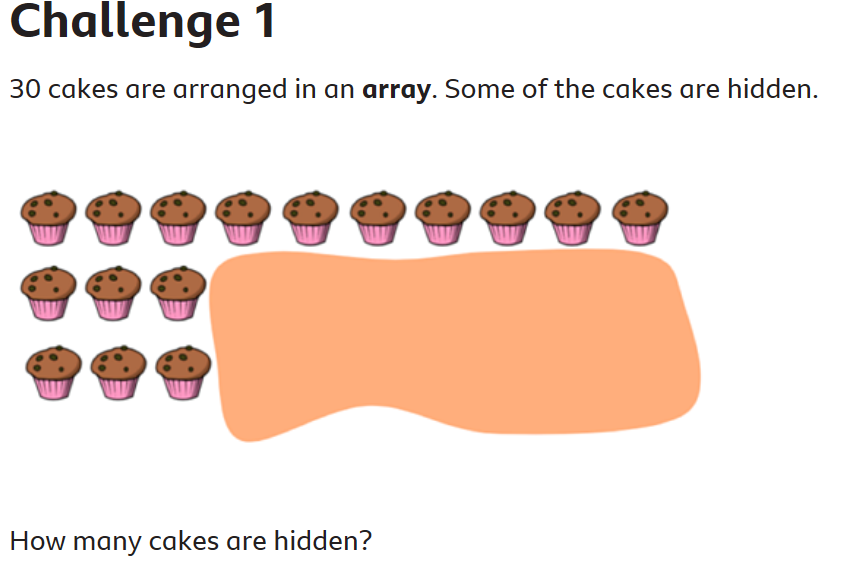 Challenge 1
30 cakes are arranged in an array. Some of the cakes are hidden.
How many cakes are hidden?